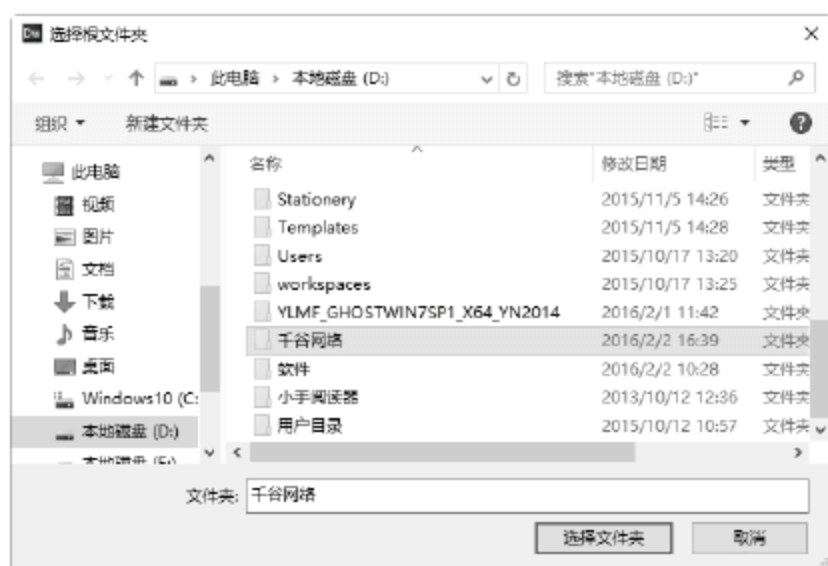 Dw 选择根文件夹
此电脑 > 本地磁盘 (D:) 搜索"本地磁盘 (D:)"
组织 新建文件夹
名称 修改日期 类型
此电脑
视频
图片
文档
下载
音乐
桌面
Windows10 (C:
本地磁盘 (D:)
本地磁盘 (E:)
Stationery 2015/11/5 14:26 文件夹
Templates 2015/11/5 14:28 文件夹
Users 2015/10/17 13:20 文件夹
workspaces 2015/10/17 13:25 文件夹
YLMF_GHOSTWIN7SP1_X64_YN2014 2016/2/1 11:42 文件夹
千谷网络 2016/2/2 16:39 文件夹
软件 2016/2/2 10:28 文件夹
小手阅读器 2013/10/12 12:36 文件夹
用户目录 2015/10/12 10:57 文件夹
文件夹: 千谷网络
选择文件夹 取消